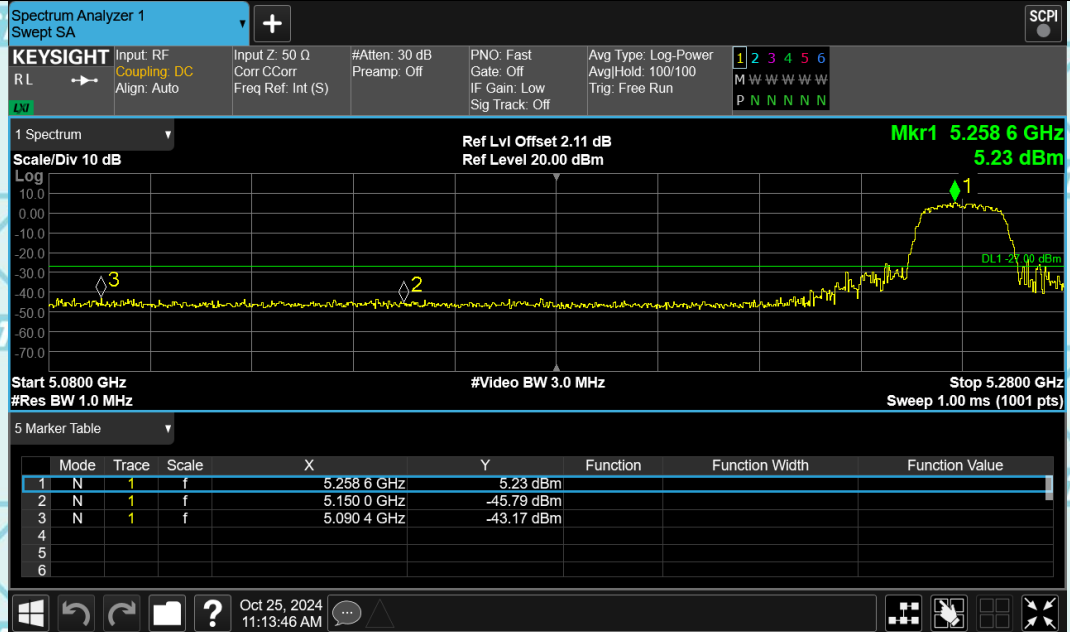 Spectrum Analyzer 1
Swept SA
+
SCPI
KEYSIGHT
RL
LXI
Input: RF
Coupling: DC
Align: Auto
Input Z: 50 Ω
Corr CCorr
Freq Ref: Int (S)
#Atten: 30 dB
Preamp: Off
PNO: Fast
Gate: Off
IF Gain: Low
Sig Track: Off
Avg Type: Log-Power
Avg|Hold: 100/100
Trig: Free Run
1 2 3 4 5 6
M W W W W W
P N N N N N
1 Spectrum
Scale/Div 10 dB
Ref Lvl Offset 2.11 dB
Ref Level 20.00 dBm
Mkr1 5.258 6 GHz
5.23 dBm
Log
10.0
0.00
-10.0
-20.0
-30.0
-40.0
-50.0
-60.0
-70.0
1
2
3
DL1 -27.00 dBm
Start 5.0800 GHz
#Video BW 3.0 MHz
Stop 5.2800 GHz
#Res BW 1.0 MHz
Sweep 1.00 ms (1001 pts)
5 Marker Table
Mode Trace Scale X Y Function Function Width Function Value
1 N 1 f 5.258 6 GHz 5.23 dBm
2 N 1 f 5.150 0 GHz -45.79 dBm
3 N 1 f 5.090 4 GHz -43.17 dBm
4
5
6
?
Oct 25, 2024
11:13:46 AM